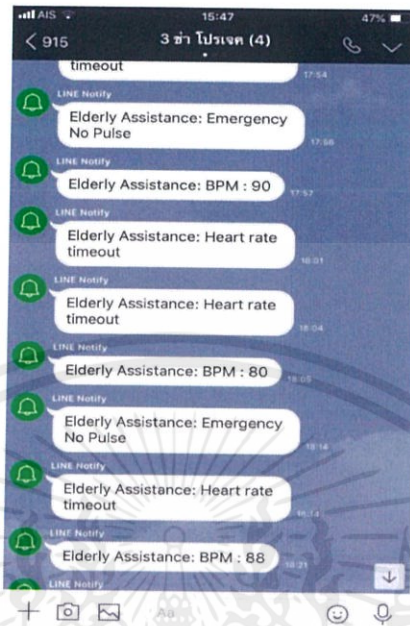 AIS
15:47
47%
915
3 ช่า โปรเจค (4)
timeout
17:54
LINE Notify
Elderly Assistance: Emergency
No Pulse
17:56
LINE Notify
Elderly Assistance: BPM : 90
17:57
LINE Notify
Elderly Assistance: Heart rate
timeout
18:01
LINE Notify
Elderly Assistance: Heart rate
timeout
18:04
LINE Notify
Elderly Assistance: BPM : 80
18:05
LINE Notify
Elderly Assistance: Emergency
No Pulse
18:14
LINE Notify
Elderly Assistance: Heart rate
timeout
LINE Notify
Elderly Assistance: BPM : 88
18:21
LINE Notify
Aa